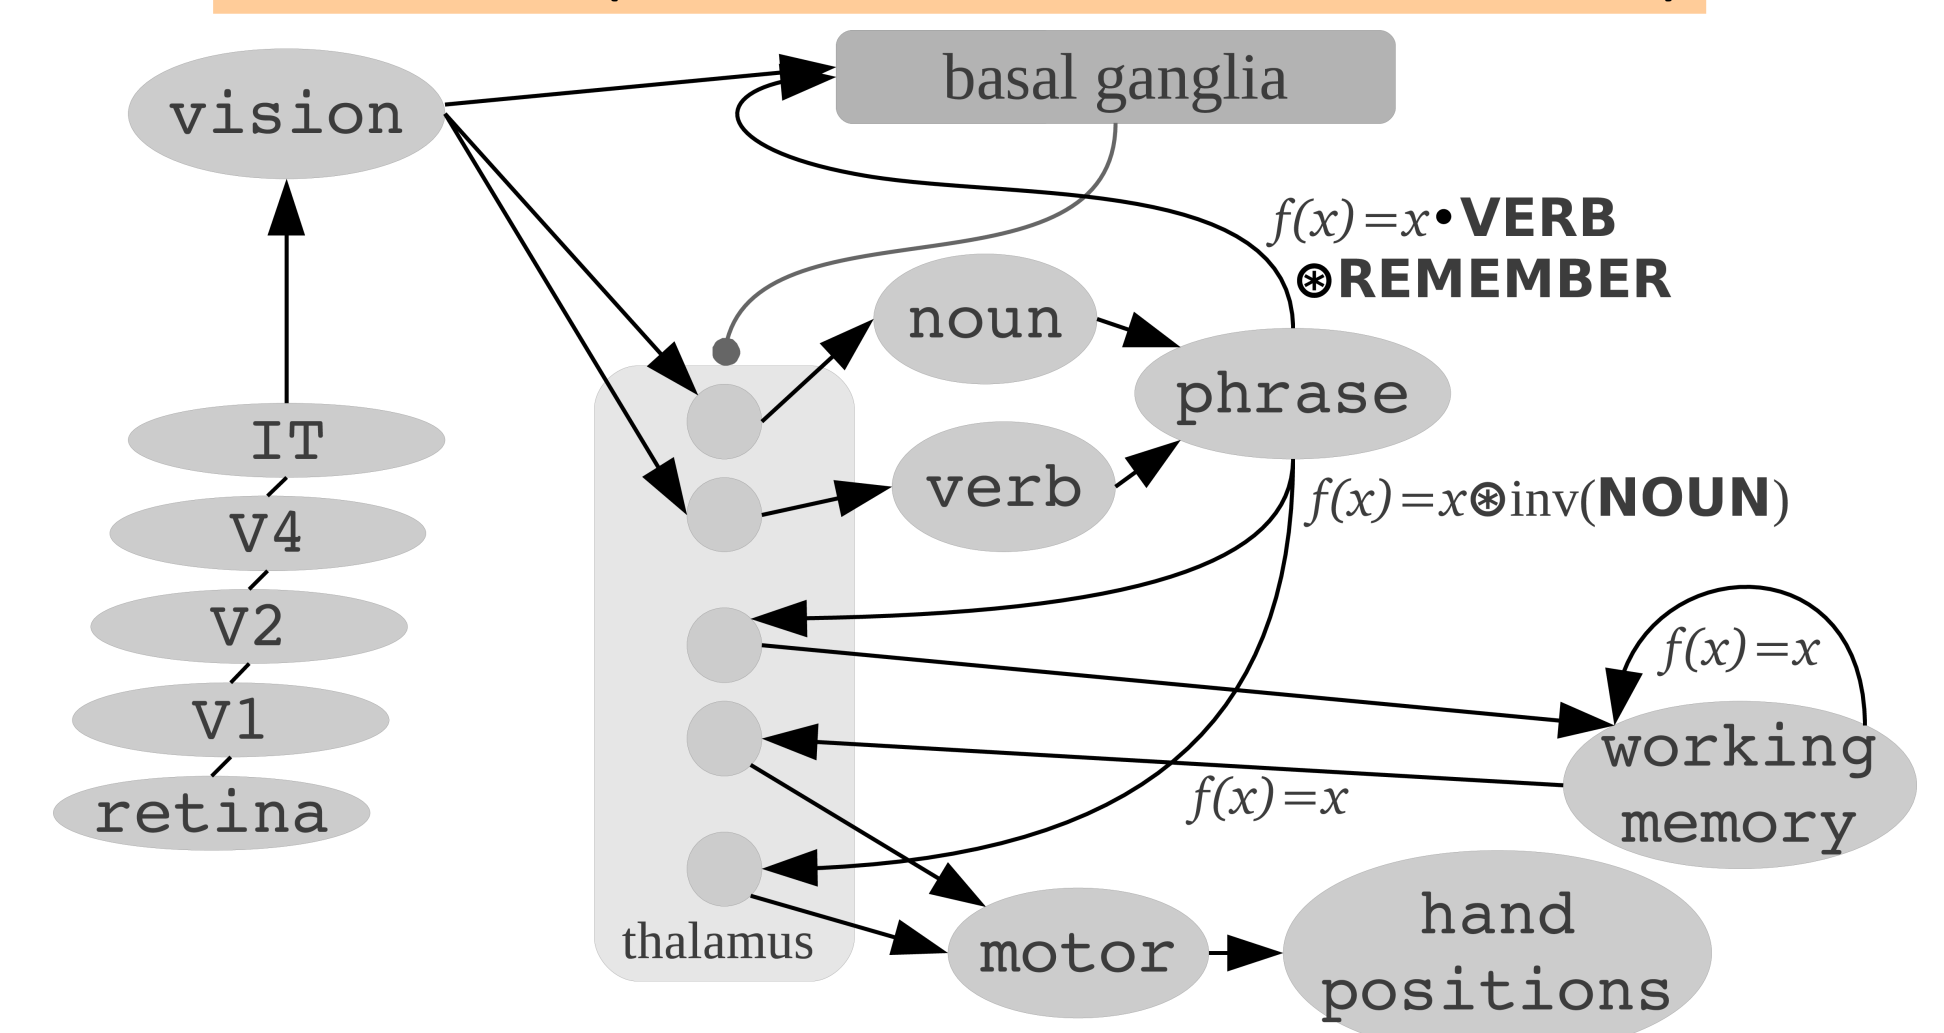 basal ganglia
vision
f(x)=x•VERB
⊛REMEMBER
noun
phrase
IT
verb
f(x)=x⊛inv(NOUN)
V4
V2
f(x)=x
V1
working
memory
f(x)=x
retina
thalamus
motor
hand
positions